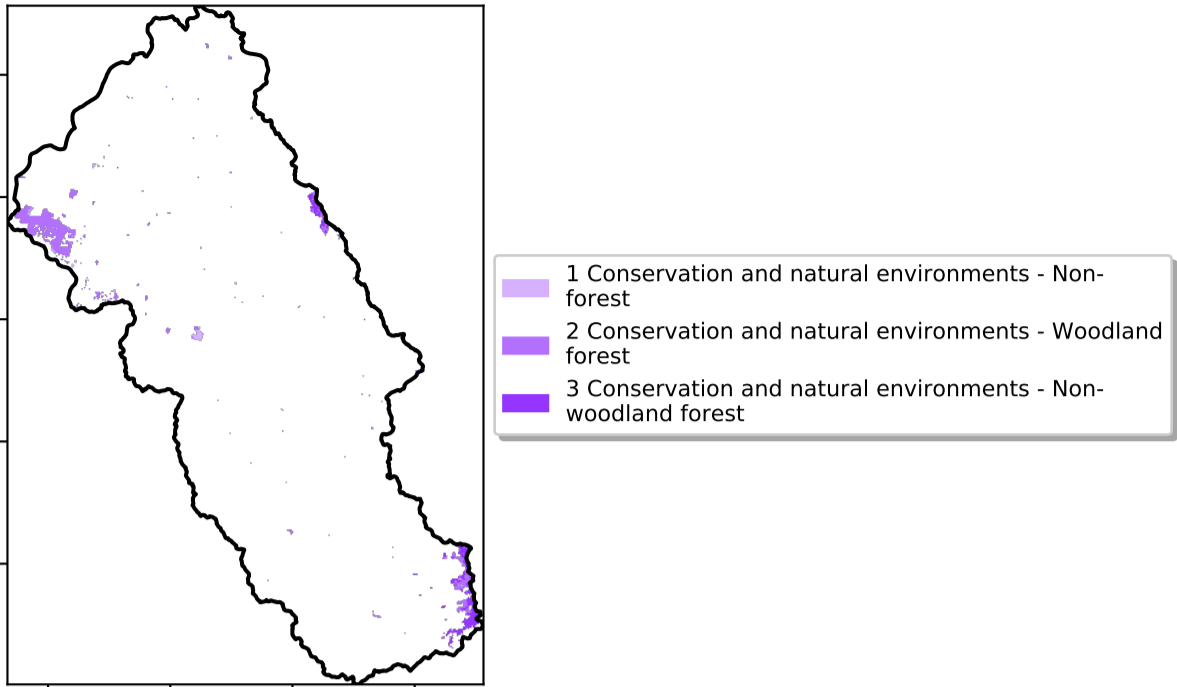 1 Conservation and natural environments - Non-
forest
2 Conservation and natural environments - Woodland
forest
3 Conservation and natural environments - Non-
woodland forest